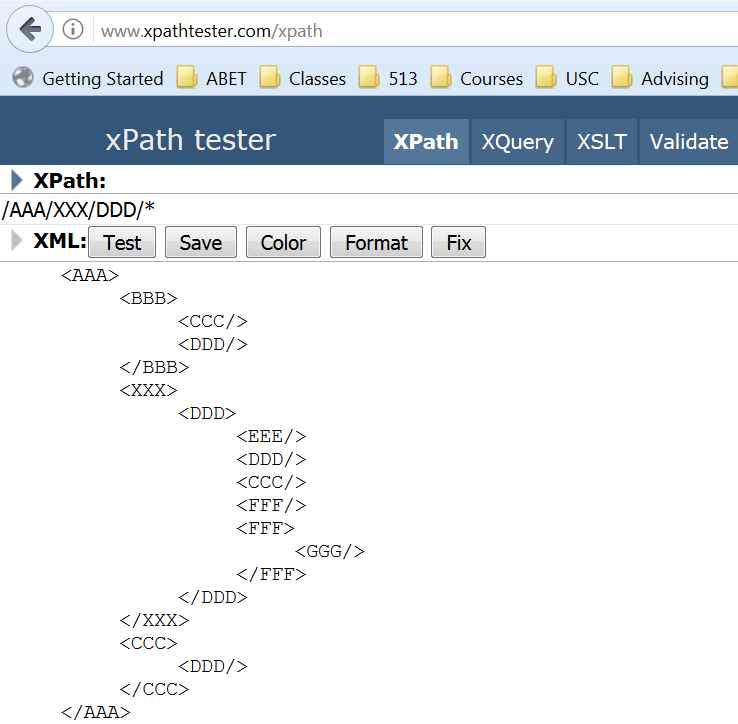 www.xpathtester.com/xpath
Getting Started ABET Classes 513 Courses USC Advising
xPath tester XPath XQuery XSLT Validate
XPath:
/AAA/XXX/DDD/*
XML: Test Save Color Format Fix
<AAA>
<BBB>
<CCC/>
<DDD/>
</BBB>
<XXX>
<DDD>
<EEE/>
<DDD/>
<CCC/>
<FFF/>
<FFF>
<GGG/>
</FFF>
</DDD>
</XXX>
<CCC>
<DDD/>
</CCC>
</AAA>